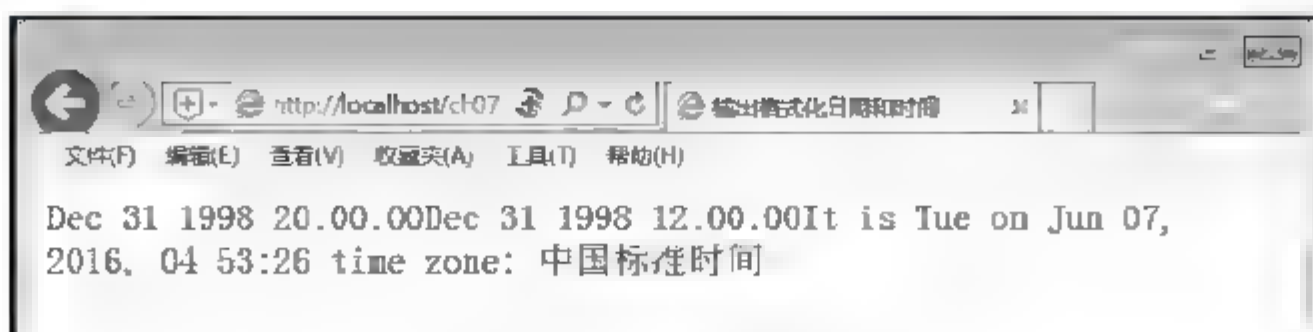 http://localhost/ch07 输出格式化日期和时间
文件(F) 编辑(E) 查看(V) 收藏夹(A) 工具(T) 帮助(H)
Dec 31 1998 20.00.00Dec 31 1998 12.00.00It is Tue on Jun 07,
2016, 04 53:26 time zone: 中国标准时间